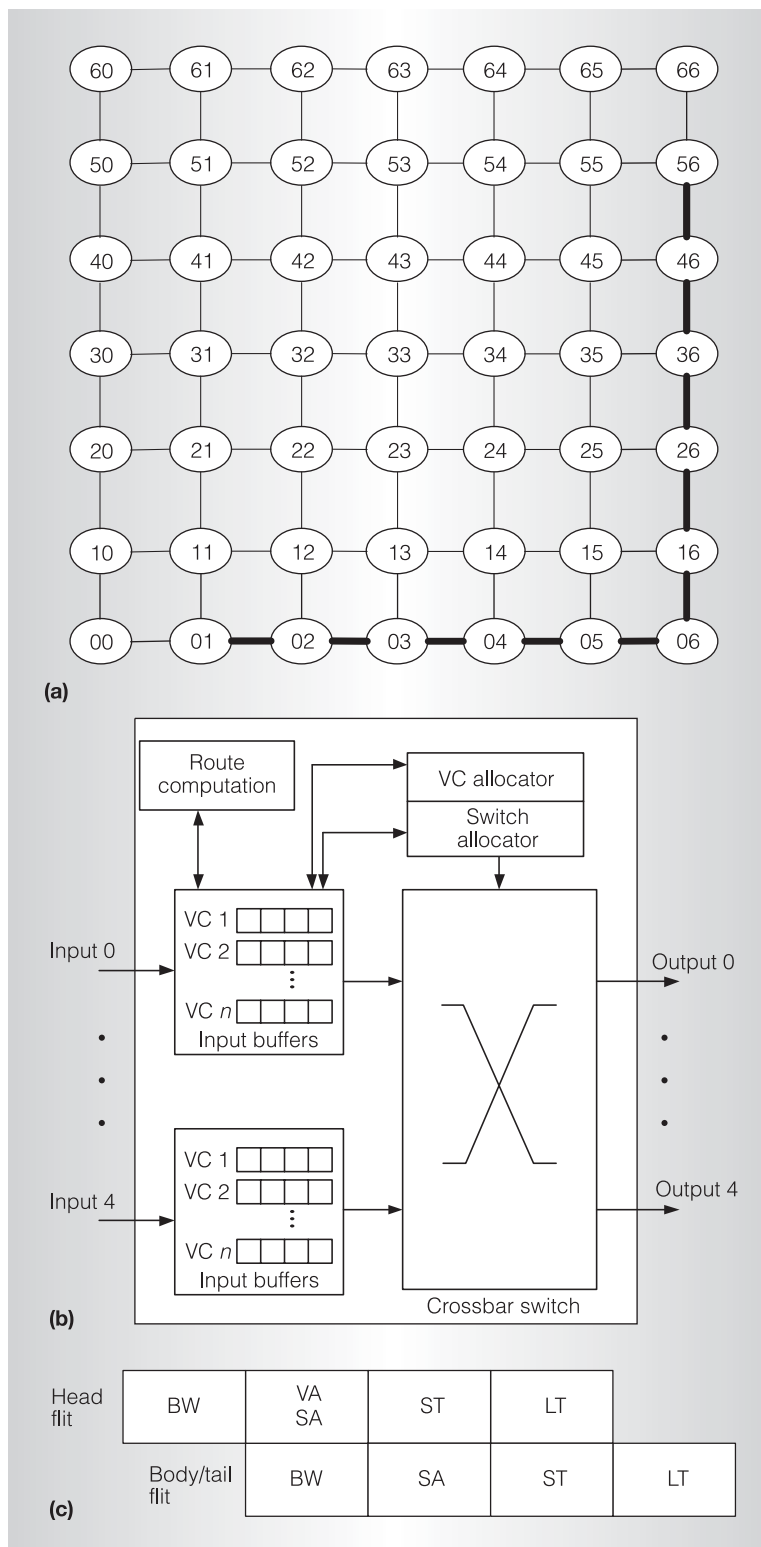 60 61 62 63 64 65 66
50 51 52 53 54 55 56
40 41 42 43 44 45 46
30 31 32 33 34 35 36
20 21 22 23 24 25 26
10 11 12 13 14 15 16
00 01 02 03 04 05 06
(a)
Route
computation
VC allocator
Switch
allocator
Input 0
VC 1
VC 2
VC n
Input buffers
Output 0
Input 4
VC 1
VC 2
VC n
Input buffers
Output 4
Crossbar switch
(b)
Head
flit
BW
VA
SA
ST
LT
Body/tail
flit
BW
SA
ST
LT
(c)